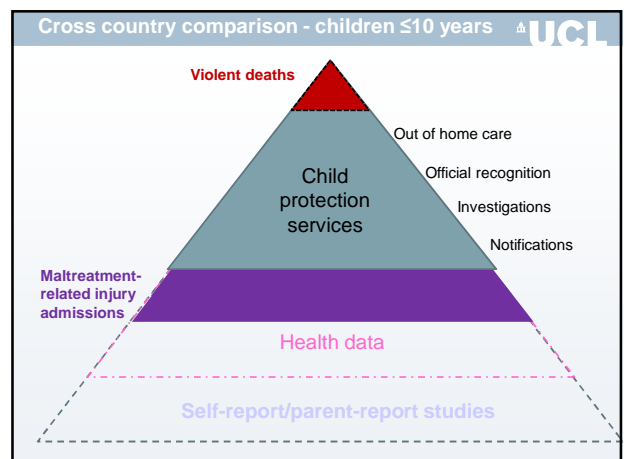 Cross country comparison - children ≤10 years
UCL
Violent deaths
Out of home care
Child
protection
services
Official recognition
Investigations
Notifications
Maltreatment-
related injury
admissions
Health data
Self-report/parent-report studies